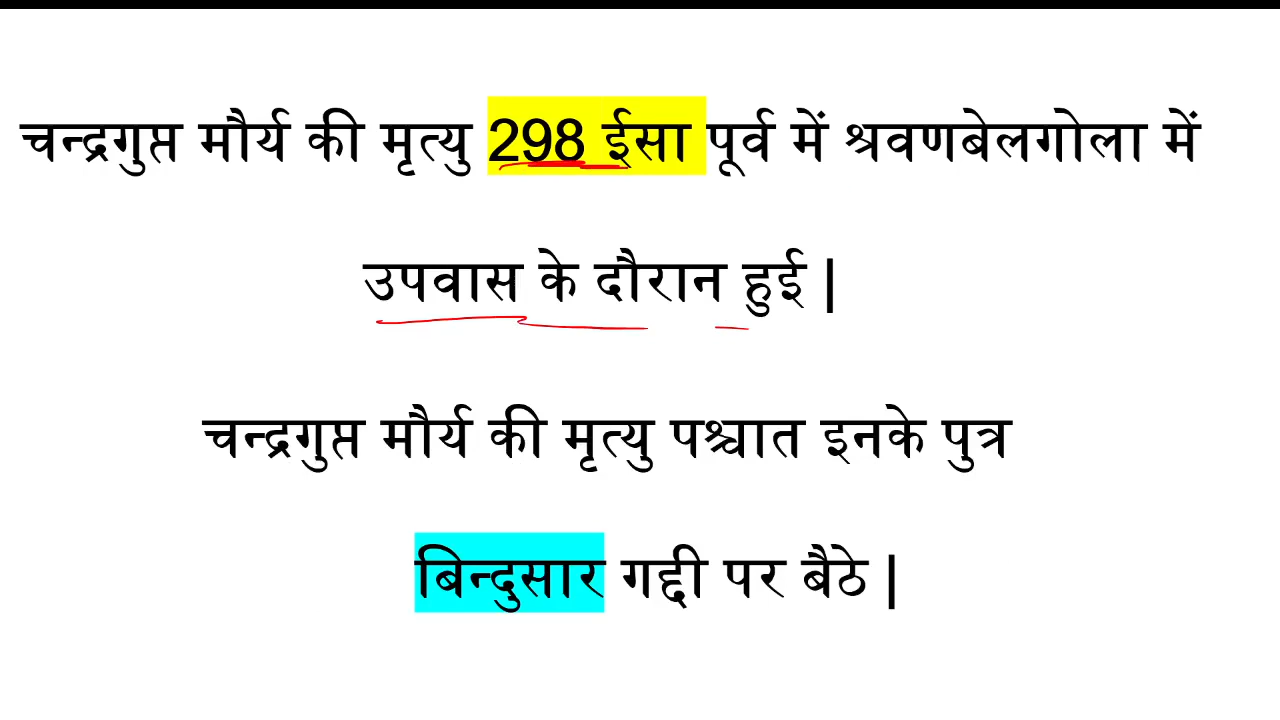 चन्द्रगुप्त मौर्य की मृत्यु 298 ईसा पूर्व में श्रवणबेलगोला में
उपवास के दौरान हुई |
चन्द्रगुप्त मौर्य की मृत्यु पश्चात इनके पुत्र
बिन्दुसार गद्दी पर बैठे |